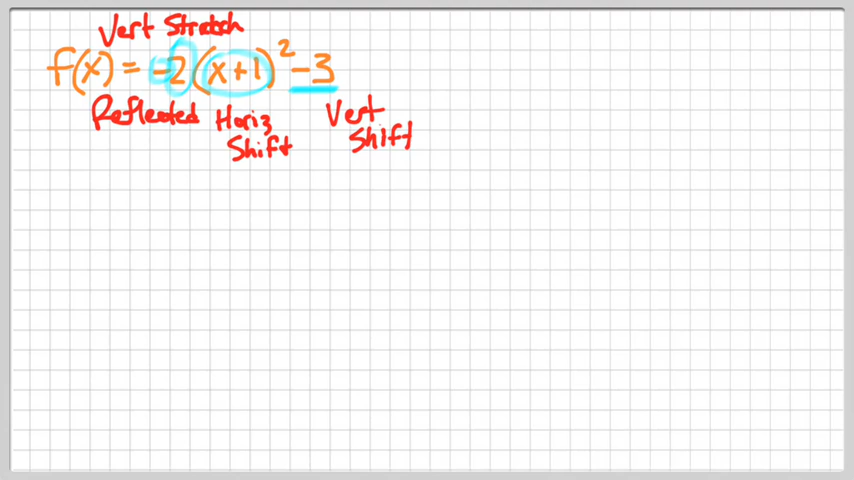 Vert Stretch
f(x) = -2(x+1)² -3
Reflected Horiz Shift Vert Shift